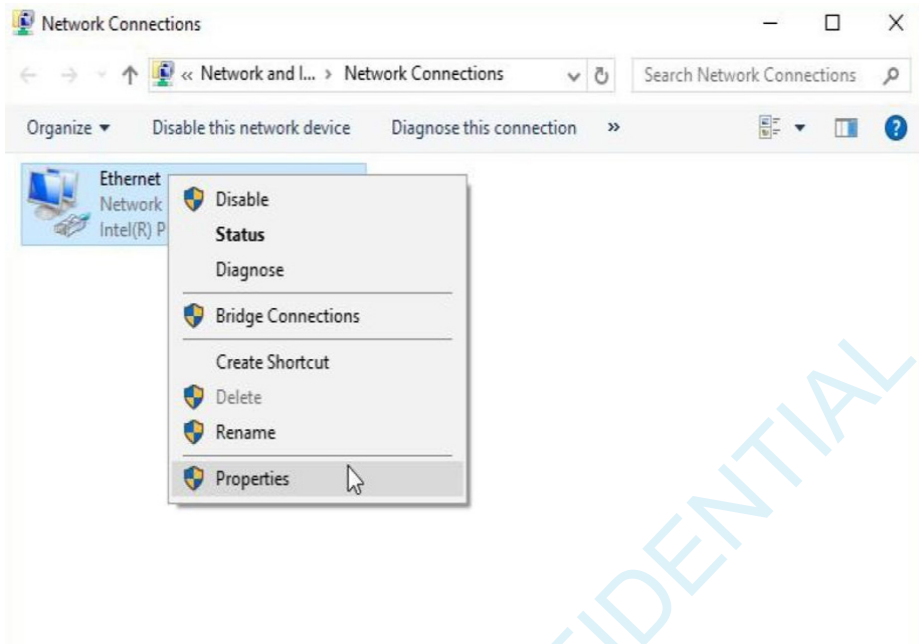 Network Connections
« Network and I... › Network Connections
Search Network Connections
Organize
Disable this network device
Diagnose this connection
»
Ethernet
Network
Intel(R) P
Disable
Status
Diagnose
Bridge Connections
Create Shortcut
Delete
Rename
Properties